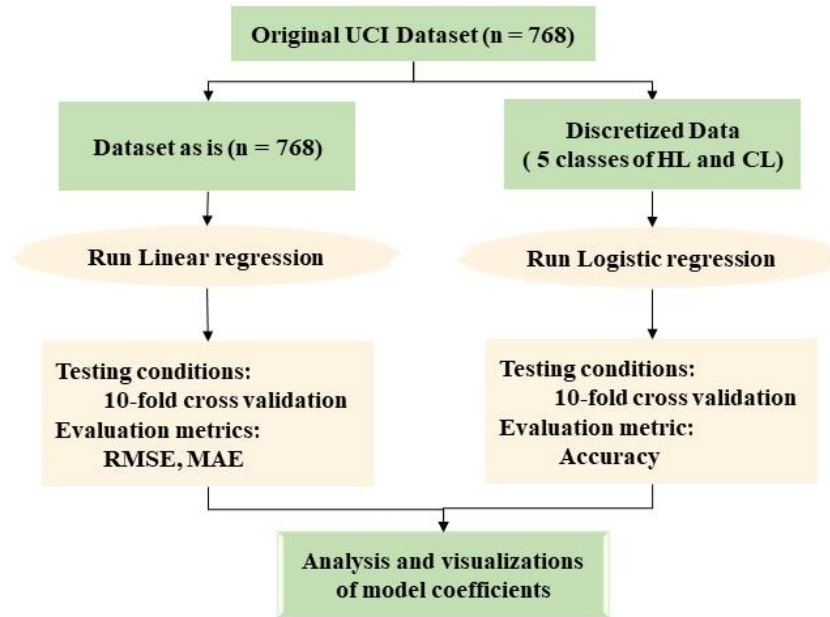 Original UCI Dataset (n = 768)
Dataset as is (n = 768)
Discretized Data
( 5 classes of HL and CL)
Run Linear regression
Run Logistic regression
Testing conditions:
10-fold cross validation
Evaluation metrics:
RMSE, MAE
Testing conditions:
10-fold cross validation
Evaluation metric:
Accuracy
Analysis and visualizations
of model coefficients